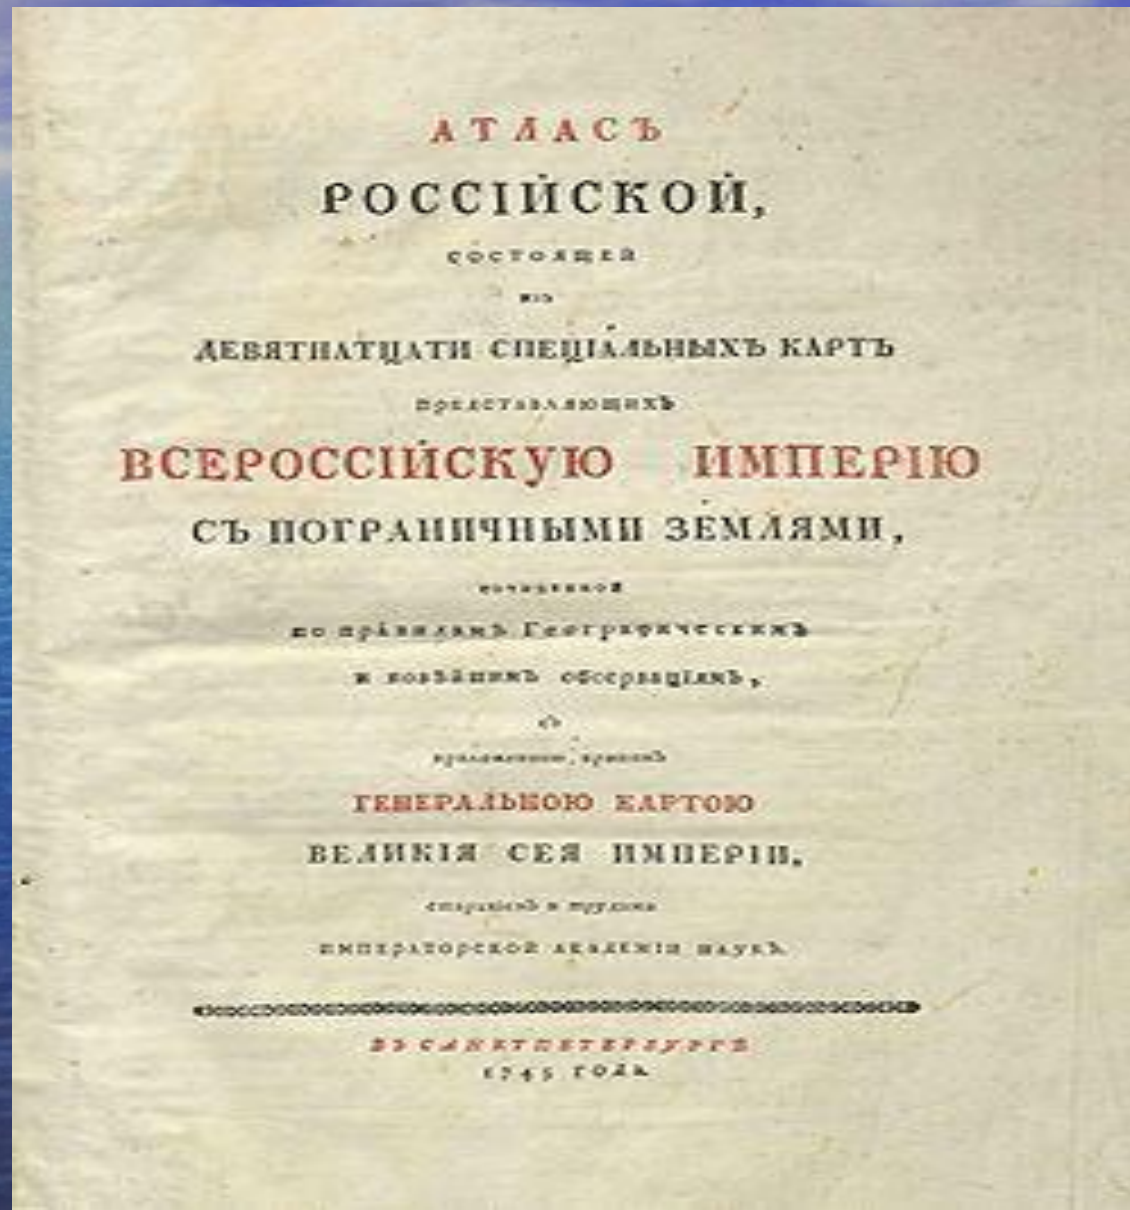 АТЛАСЪ
РОССІЙСКОЙ,
состоящей
изъ
ДЕВЯТНАТЦАТИ СПЕЦІАЛЬНЫХЪ КАРТЪ
представляющихъ
ВСЕРОССІЙСКУЮ ИМПЕРІЮ
СЪ ПОГРАНИЧНЫМИ ЗЕМЛЯМИ,
сочиненной
по правиламъ Географическимъ
и новѣйшимъ обсерваціямъ,
съ
приложенною притомъ
ГЕНЕРАЛЬНОЮ КАРТОЮ
ВЕЛИКІЯ СЕЯ ИМПЕРІИ,
стараніемъ и трудами
ИМПЕРАТОРСКОЙ АКАДЕМІИ НАУКЪ.
ВЪ САНКТПЕТЕРБУРГѢ
1745 ГОДА.